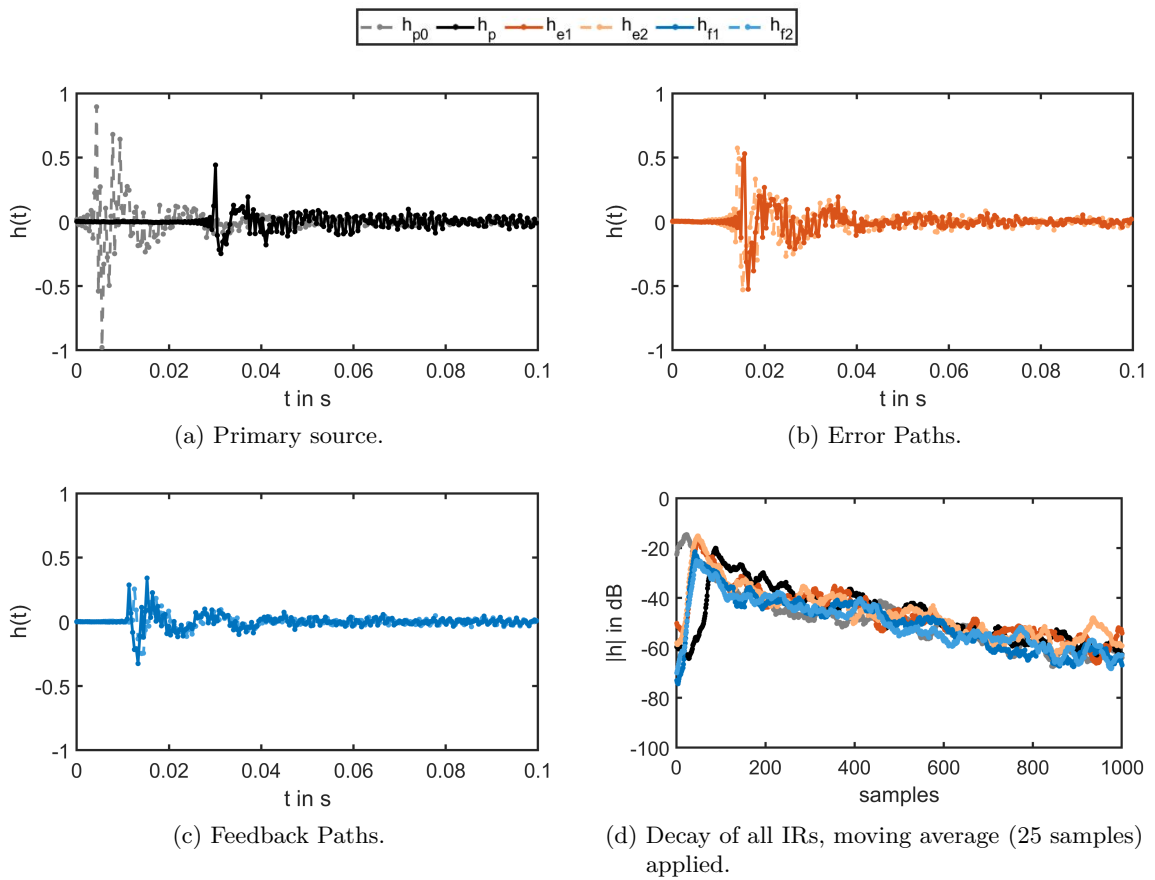 h_p0 h_p h_e1 h_e2 h_f1 h_f2
1
0.5
0
-0.5
-1
h(t)
0 0.02 0.04 0.06 0.08 0.1
t in s
(a) Primary source.
1
0.5
0
-0.5
-1
h(t)
0 0.02 0.04 0.06 0.08 0.1
t in s
(b) Error Paths.
1
0.5
0
-0.5
-1
h(t)
0 0.02 0.04 0.06 0.08 0.1
t in s
(c) Feedback Paths.
0
-20
-40
-60
-80
-100
|h| in dB
0 200 400 600 800 1000
samples
(d) Decay of all IRs, moving average (25 samples)
applied.